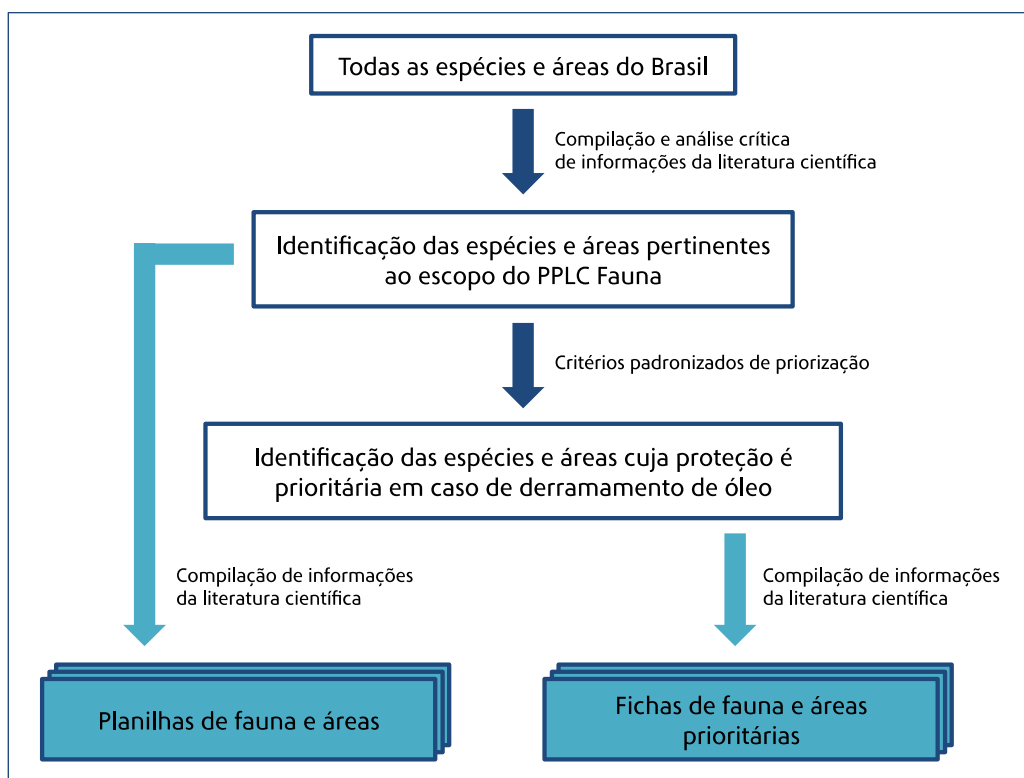 Todas as espécies e áreas do Brasil
Compilação e análise crítica
de informações da literatura científica
Identificação das espécies e áreas pertinentes
ao escopo do PPLC Fauna
Critérios padronizados de priorização
Identificação das espécies e áreas cuja proteção é
prioritária em caso de derramamento de óleo
Compilação de informações
da literatura científica
Compilação de informações
da literatura científica
Planilhas de fauna e áreas
Fichas de fauna e áreas
prioritárias